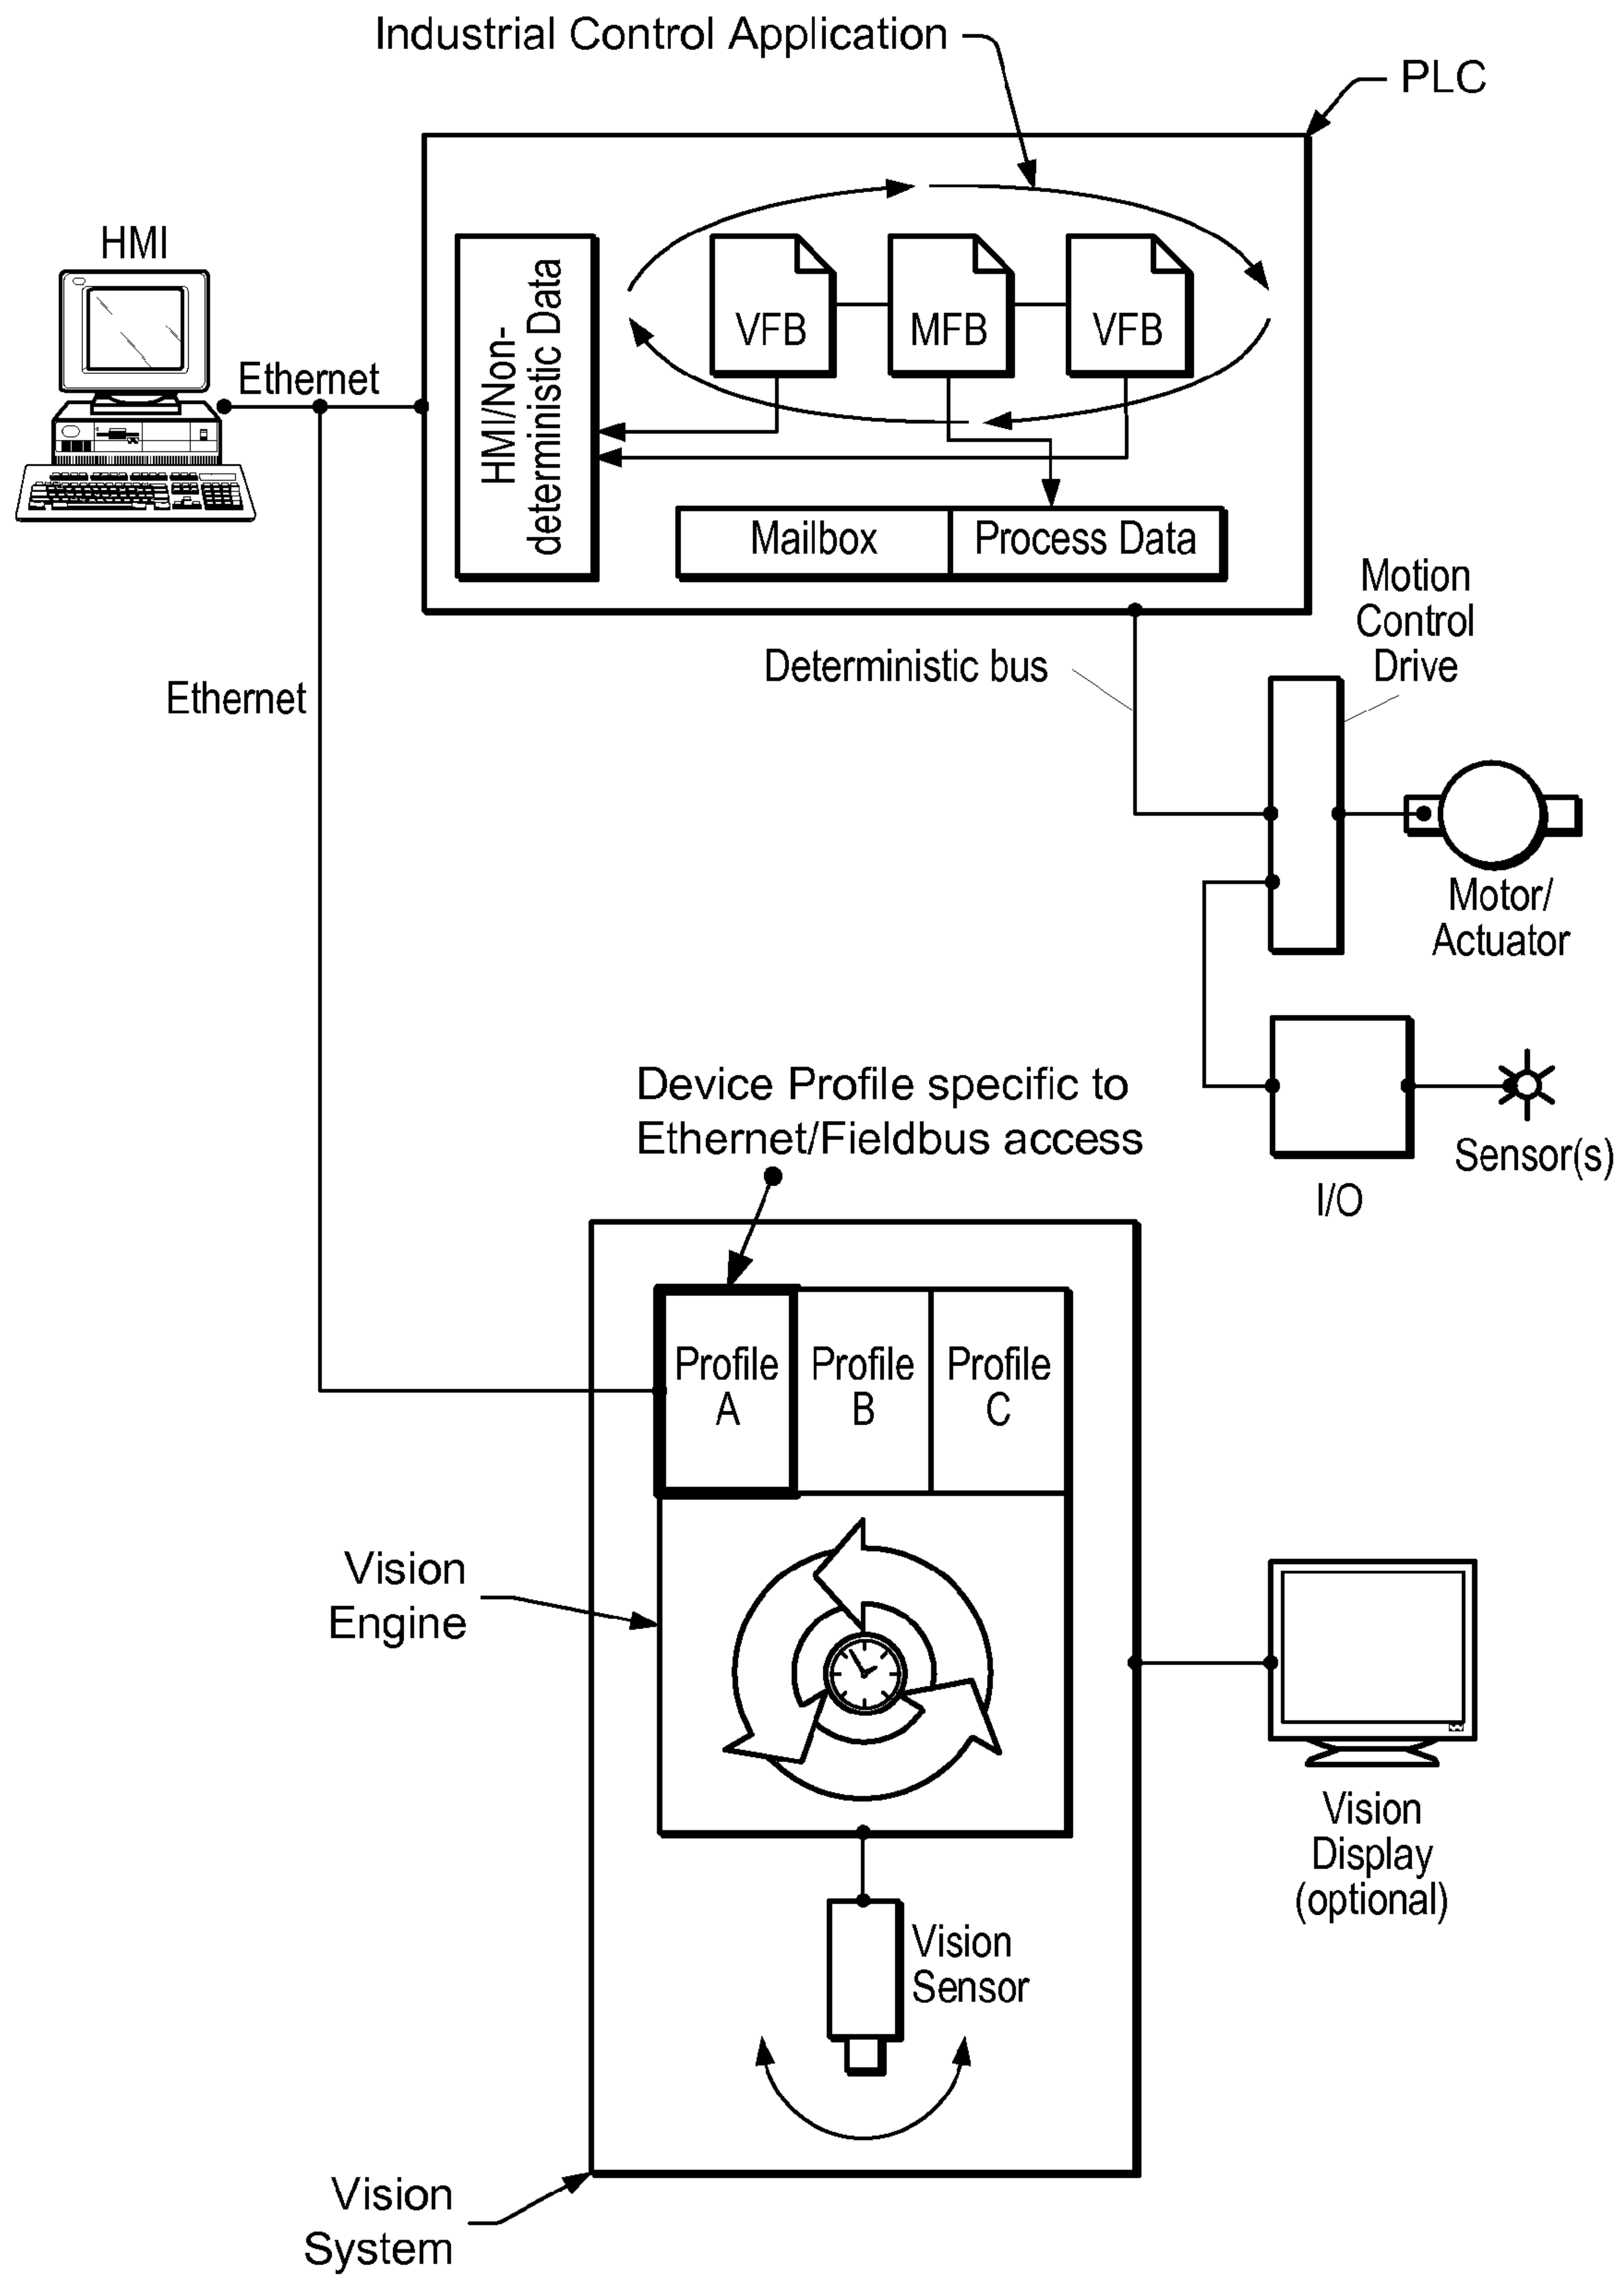 Industrial Control Application
PLC
HMI
Ethernet
HMI/Non-
deterministic Data
VFB
MFB
VFB
Mailbox
Process Data
Motion
Control
Drive
Deterministic bus
Ethernet
Motor/
Actuator
Device Profile specific to
Ethernet/Fieldbus access
Sensor(s)
I/O
Profile
A
Profile
B
Profile
C
Vision
Engine
Vision
Display
(optional)
Vision
Sensor
Vision
System